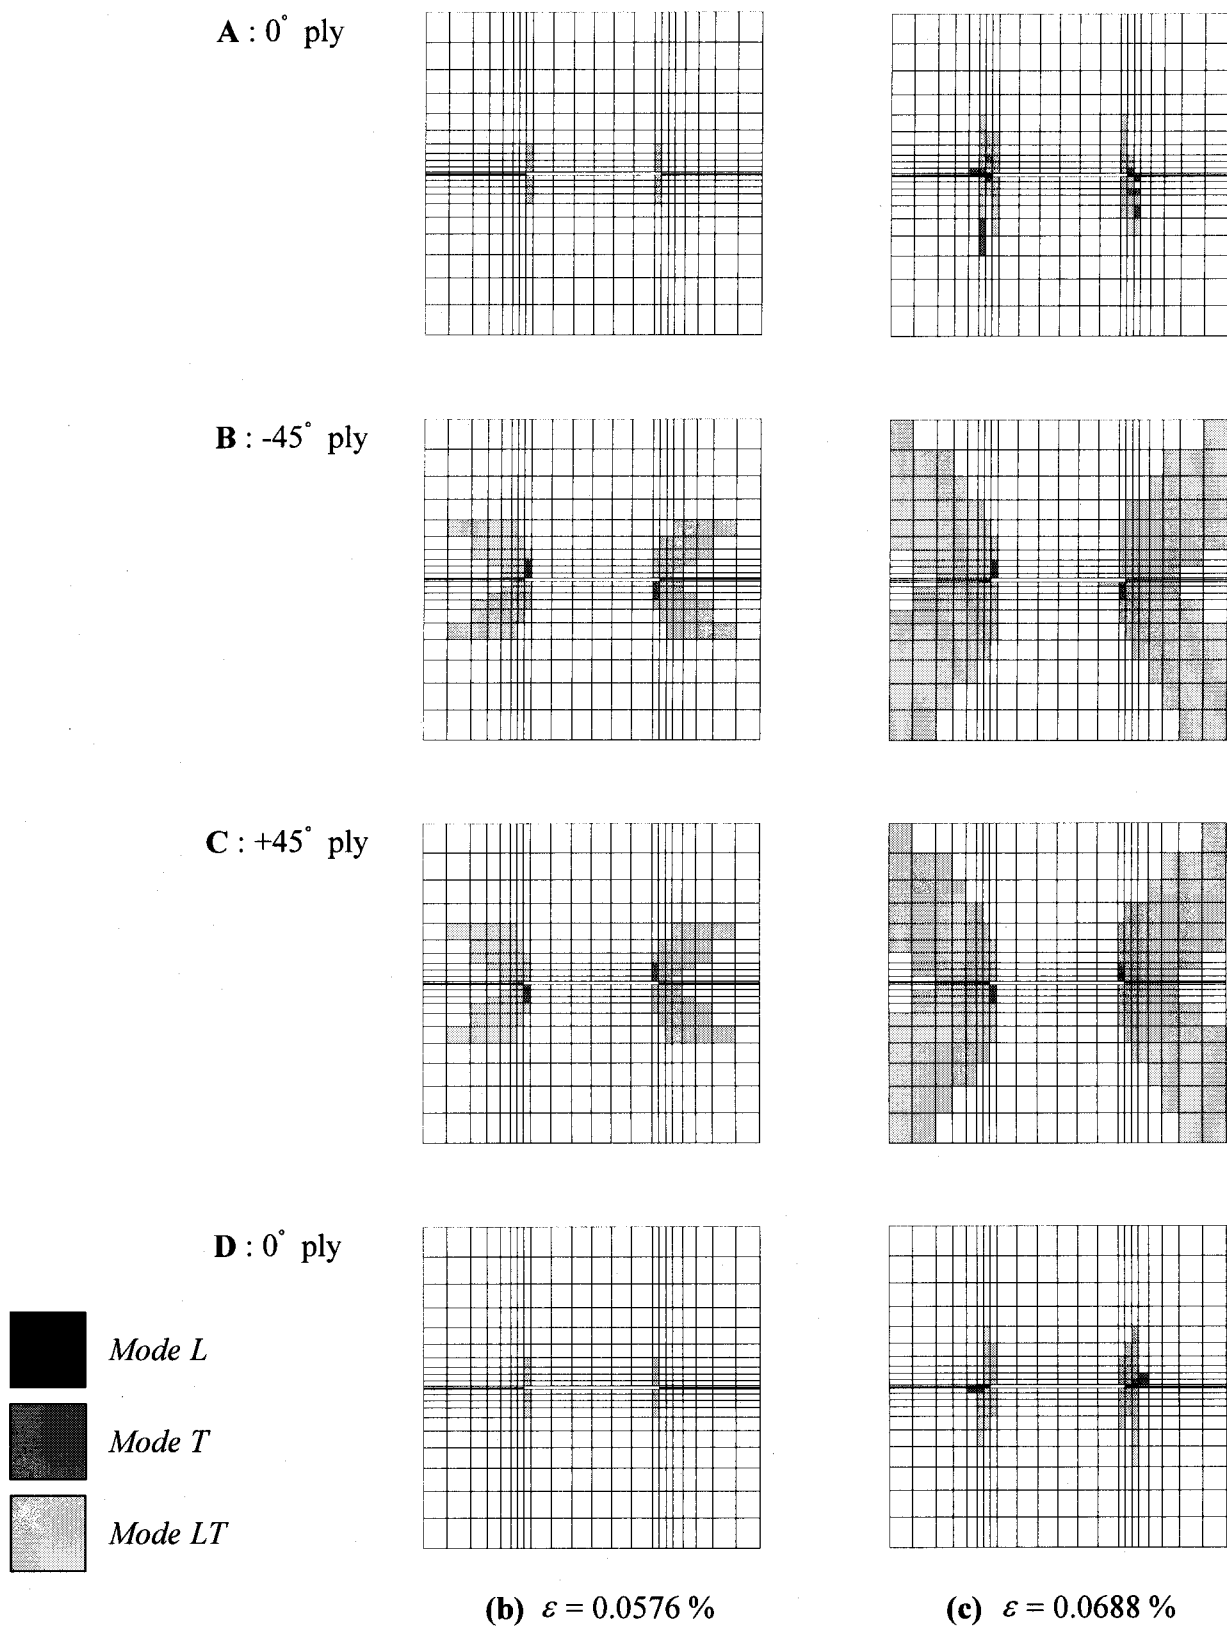 A : 0° ply
B : -45° ply
C : +45° ply
D : 0° ply
Mode L
Mode T
Mode LT
(b) ε = 0.0576 %
(c) ε = 0.0688 %